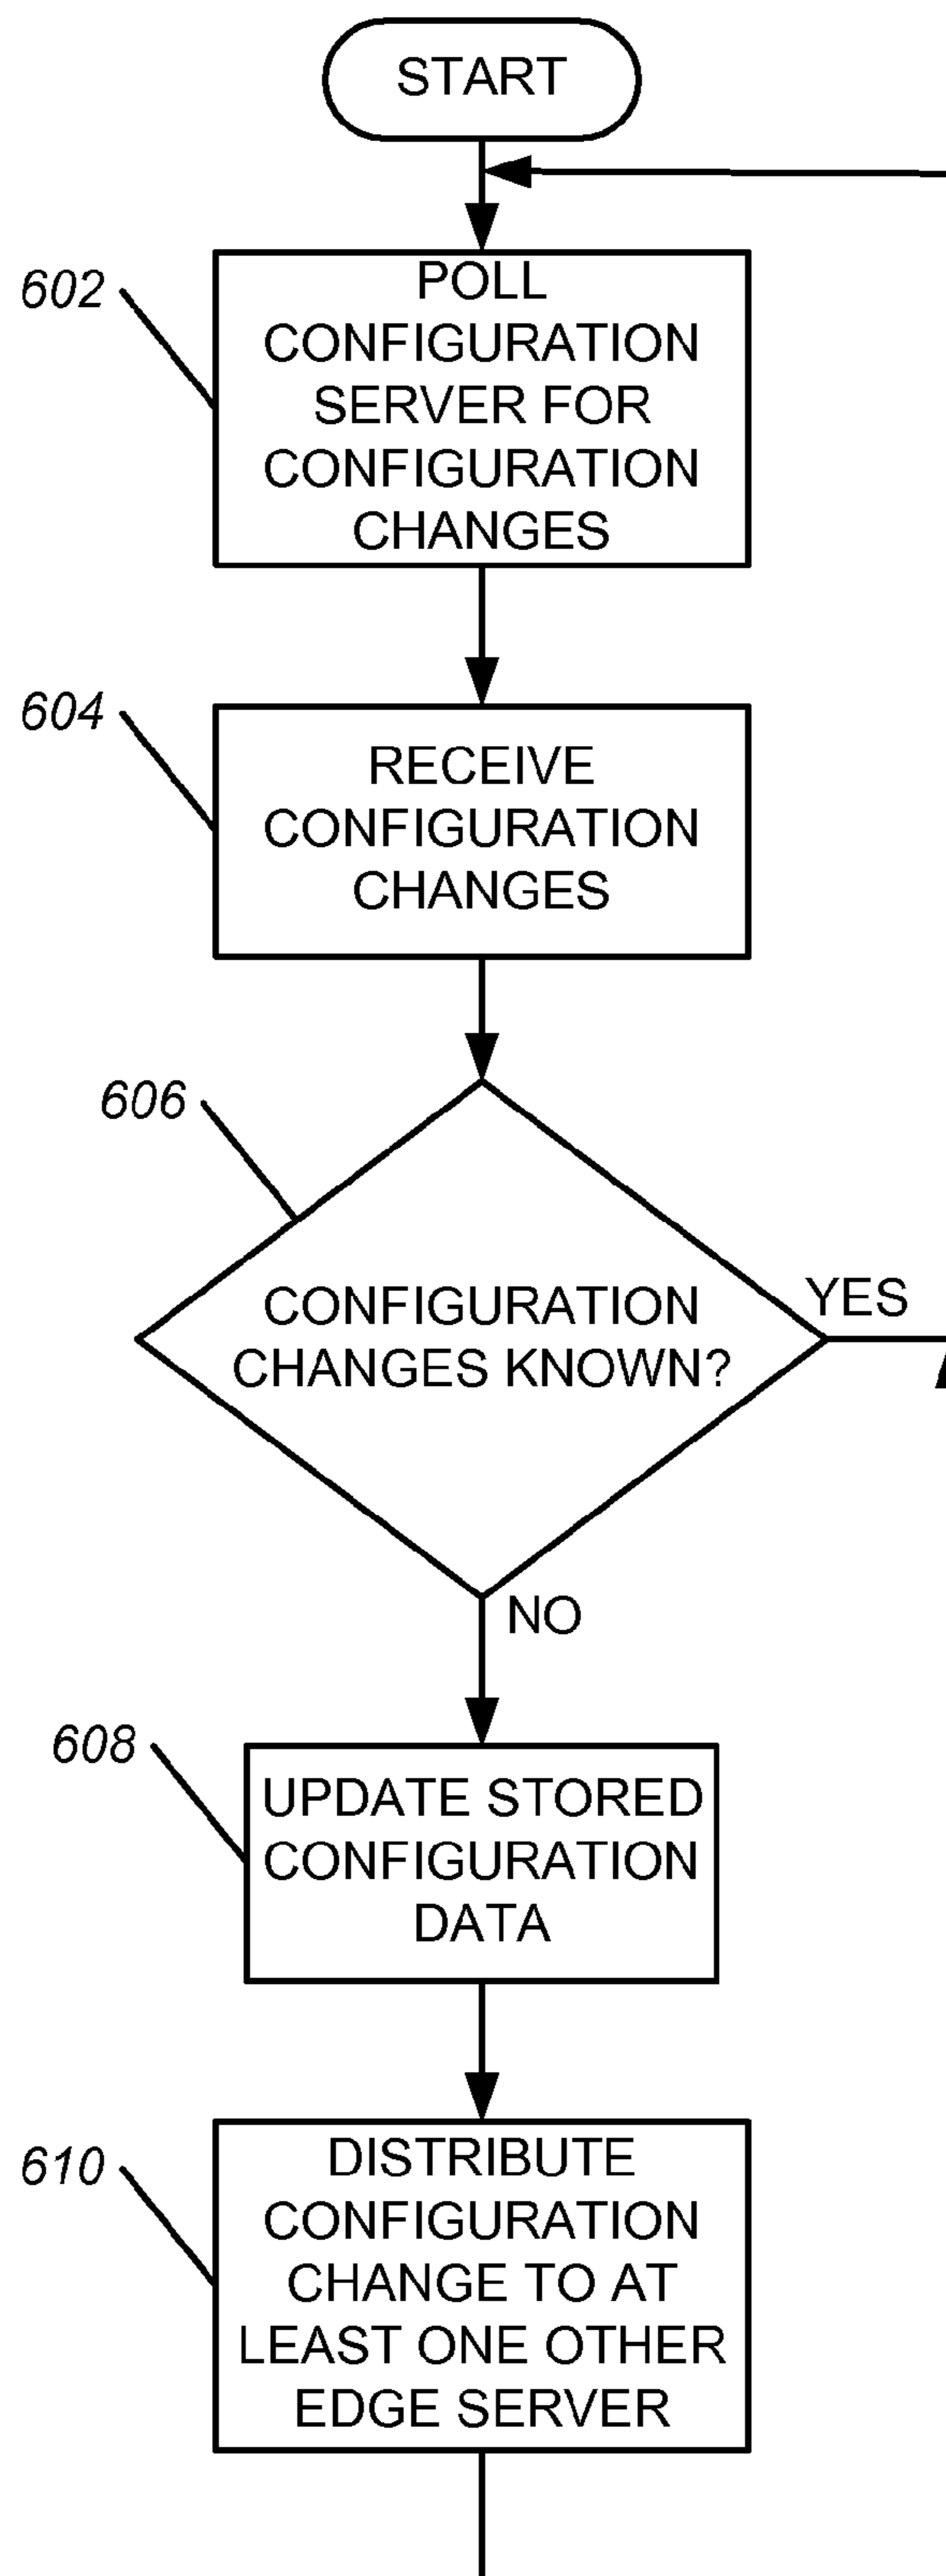 START
602
POLL
CONFIGURATION
SERVER FOR
CONFIGURATION
CHANGES
604
RECEIVE
CONFIGURATION
CHANGES
606
CONFIGURATION
CHANGES KNOWN?
YES
NO
608
UPDATE STORED
CONFIGURATION
DATA
610
DISTRIBUTE
CONFIGURATION
CHANGE TO AT
LEAST ONE OTHER
EDGE SERVER